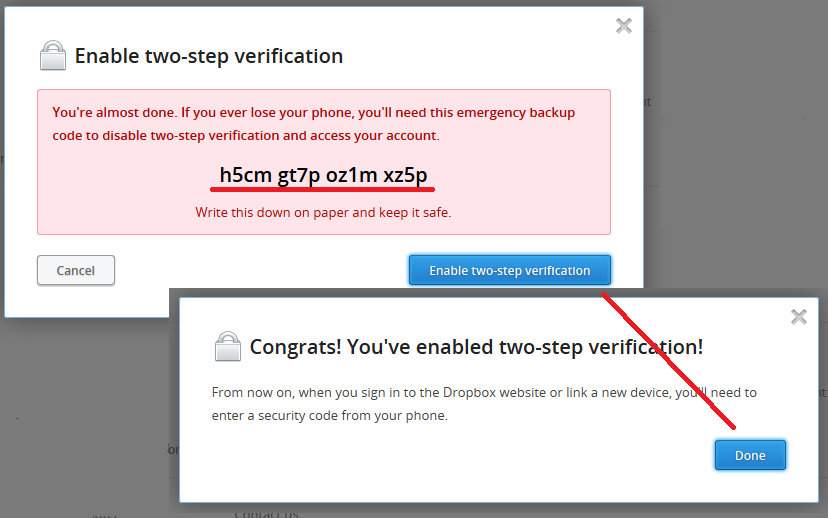 Enable two-step verification
You're almost done. If you ever lose your phone, you'll need this emergency backup
code to disable two-step verification and access your account.
h5cm gt7p oz1m xz5p
Write this down on paper and keep it safe.
Cancel
Enable two-step verification
Congrats! You've enabled two-step verification!
From now on, when you sign in to the Dropbox website or link a new device, you'll need to
enter a security code from your phone.
Done
Contact us